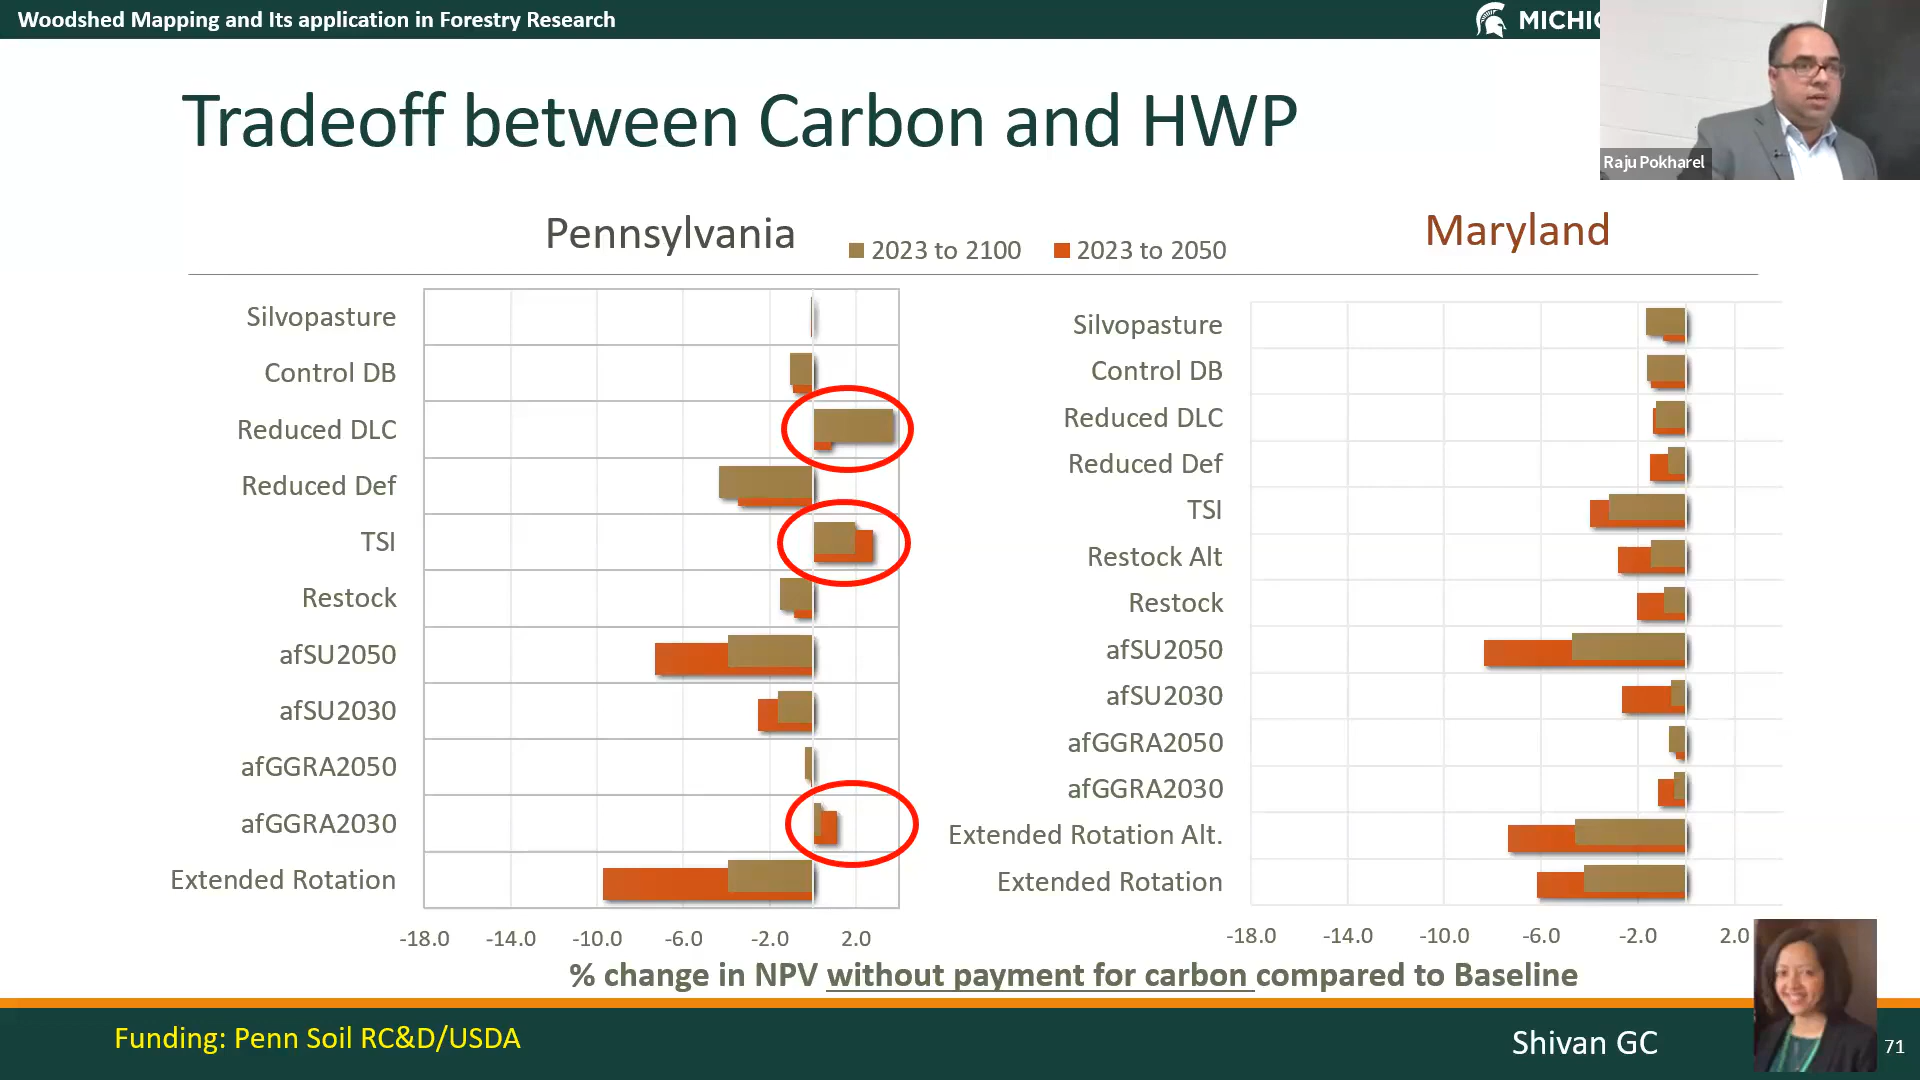 Woodshed Mapping and Its application in Forestry Research
MICHIG
Raju Pokharel
Tradeoff between Carbon and HWP
Pennsylvania
2023 to 2100
2023 to 2050
Maryland
Silvopasture
Control DB
Reduced DLC
Reduced Def
TSI
Restock
afSU2050
afSU2030
afGGRA2050
afGGRA2030
Extended Rotation
-18.0 -14.0 -10.0 -6.0 -2.0 2.0
Silvopasture
Control DB
Reduced DLC
Reduced Def
TSI
Restock Alt
Restock
afSU2050
afSU2030
afGGRA2050
afGGRA2030
Extended Rotation Alt.
Extended Rotation
-18.0 -14.0 -10.0 -6.0 -2.0 2.0
% change in NPV without payment for carbon compared to Baseline
Funding: Penn Soil RC&D/USDA
Shivan GC
71